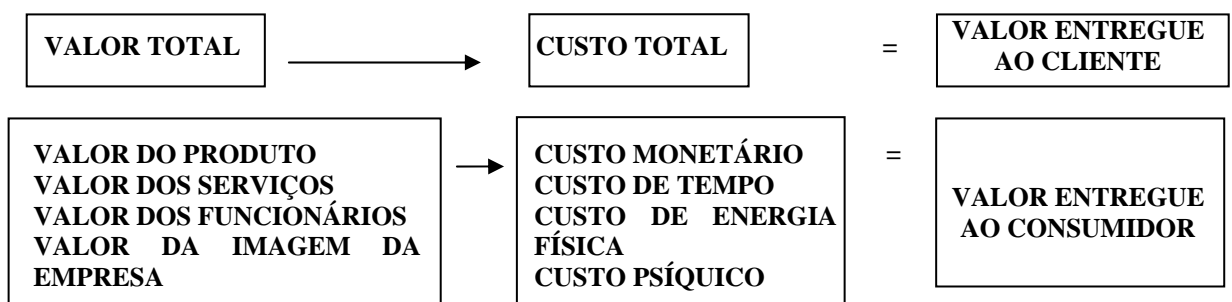 VALOR TOTAL
CUSTO TOTAL
=
VALOR ENTREGUE
AO CLIENTE
VALOR DO PRODUTO
VALOR DOS SERVIÇOS
VALOR DOS FUNCIONÁRIOS
VALOR DA IMAGEM DA
EMPRESA
CUSTO MONETÁRIO
CUSTO DE TEMPO
CUSTO DE ENERGIA
FÍSICA
CUSTO PSÍQUICO
=
VALOR ENTREGUE
AO CONSUMIDOR